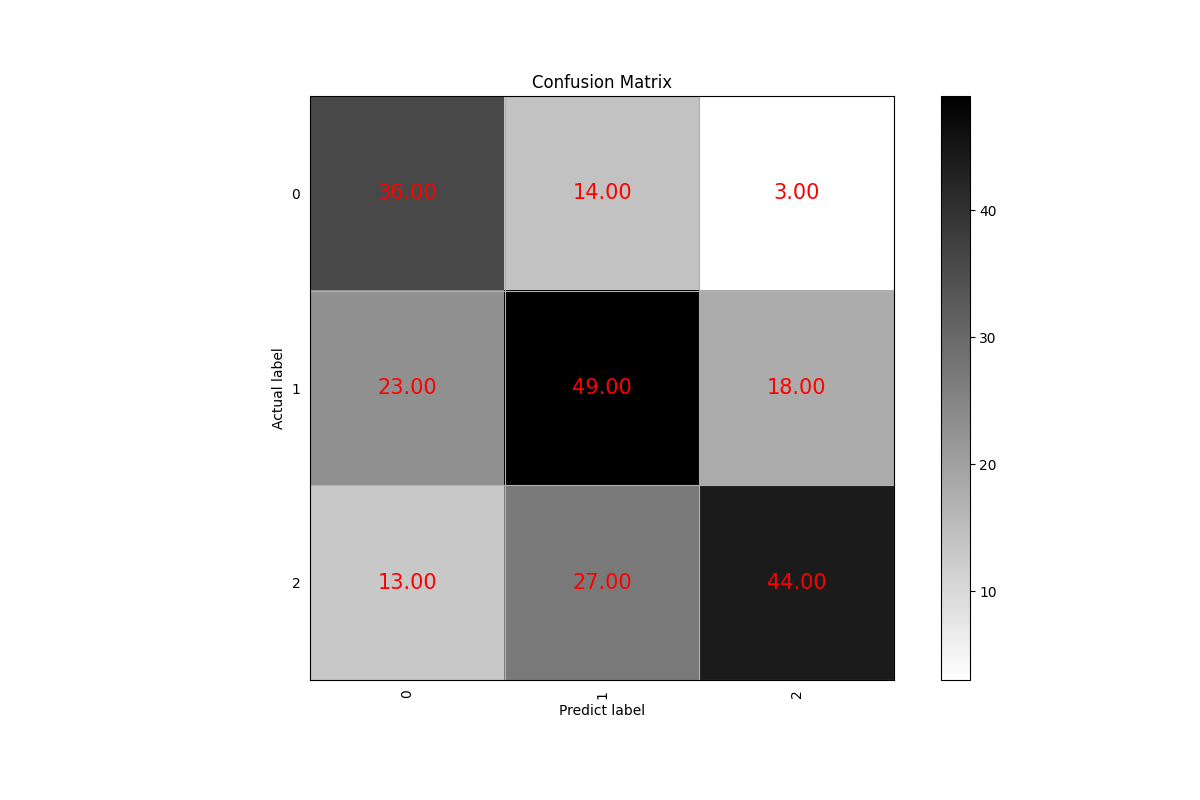 Confusion Matrix
0 36.00 14.00 3.00
1 23.00 49.00 18.00
2 13.00 27.00 44.00
Actual label
0 1 2
Predict label
40
30
20
10